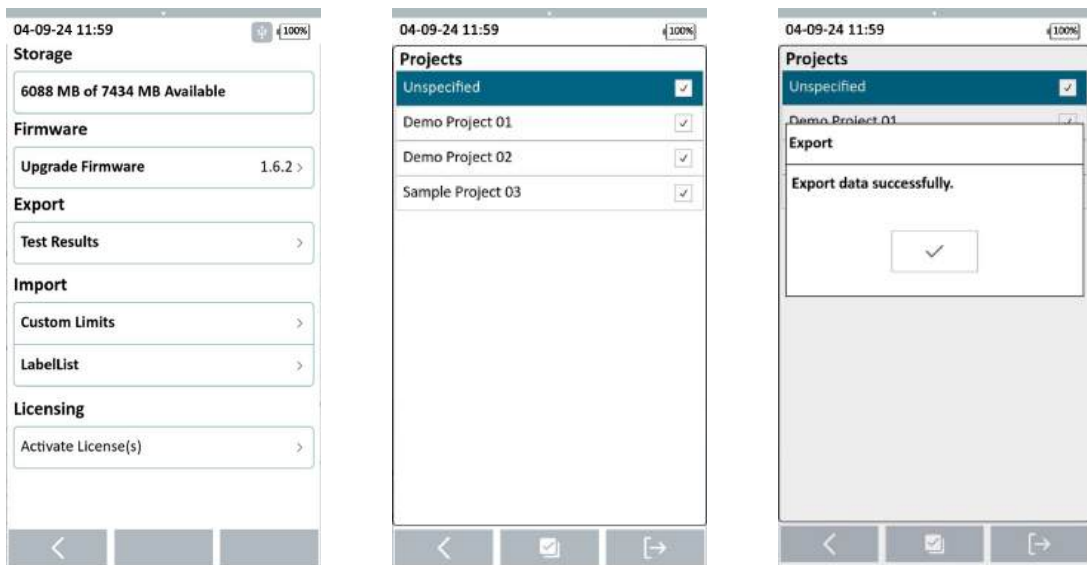 04-09-24 11:59
100%
Storage
6088 MB of 7434 MB Available
Firmware
Upgrade Firmware 1.6.2 >
Export
Test Results >
Import
Custom Limits >
LabelList >
Licensing
Activate License(s) >
04-09-24 11:59
100%
Projects
Unspecified
Demo Project 01
Demo Project 02
Sample Project 03
04-09-24 11:59
100%
Projects
Unspecified
Demo Project 01
Export
Export data successfully.